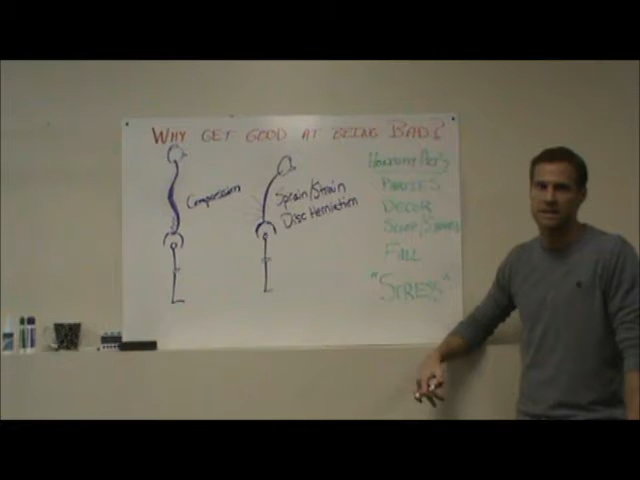 WHY GET GOOD AT BEING BAD?
Compression
Sprain/Strain
Disc Herniation
PARTIES
DECOR
FALL
"STRESS"